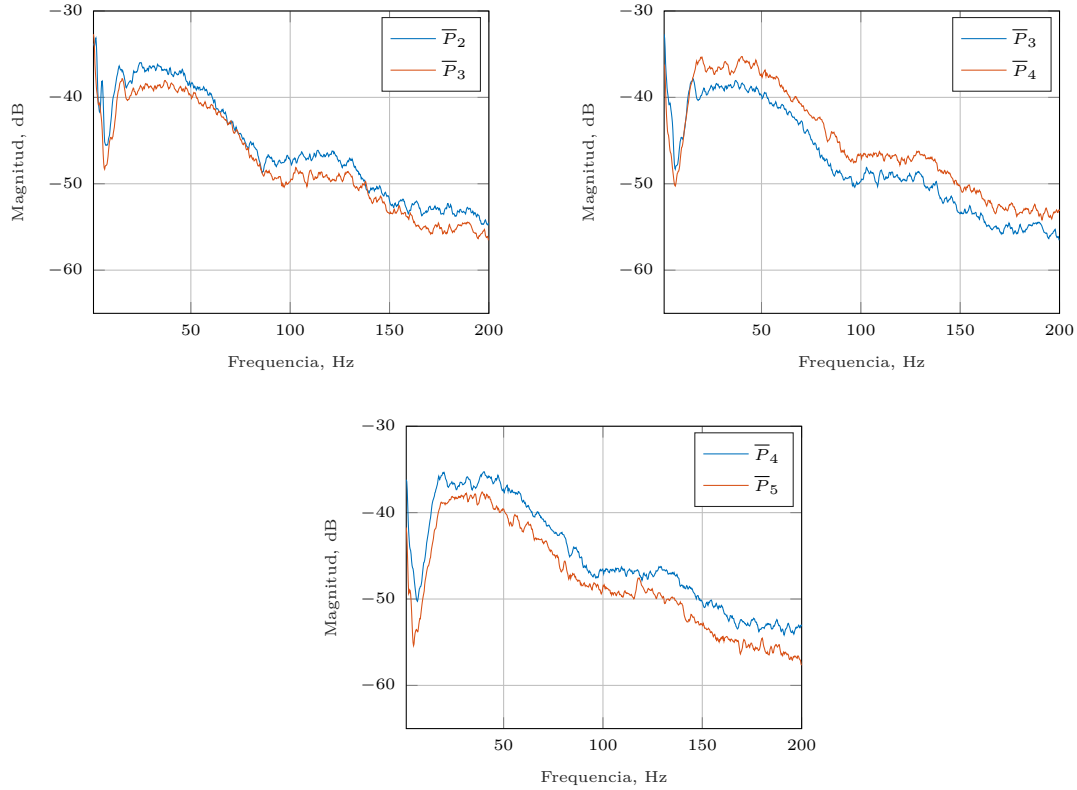 −30
−40
−50
−60
50
100
150
200
Magnitud, dB
Frequencia, Hz
P̅₂
P̅₃
−30
−40
−50
−60
50
100
150
200
Magnitud, dB
Frequencia, Hz
P̅₃
P̅₄
−30
−40
−50
−60
50
100
150
200
Magnitud, dB
Frequencia, Hz
P̅₄
P̅₅